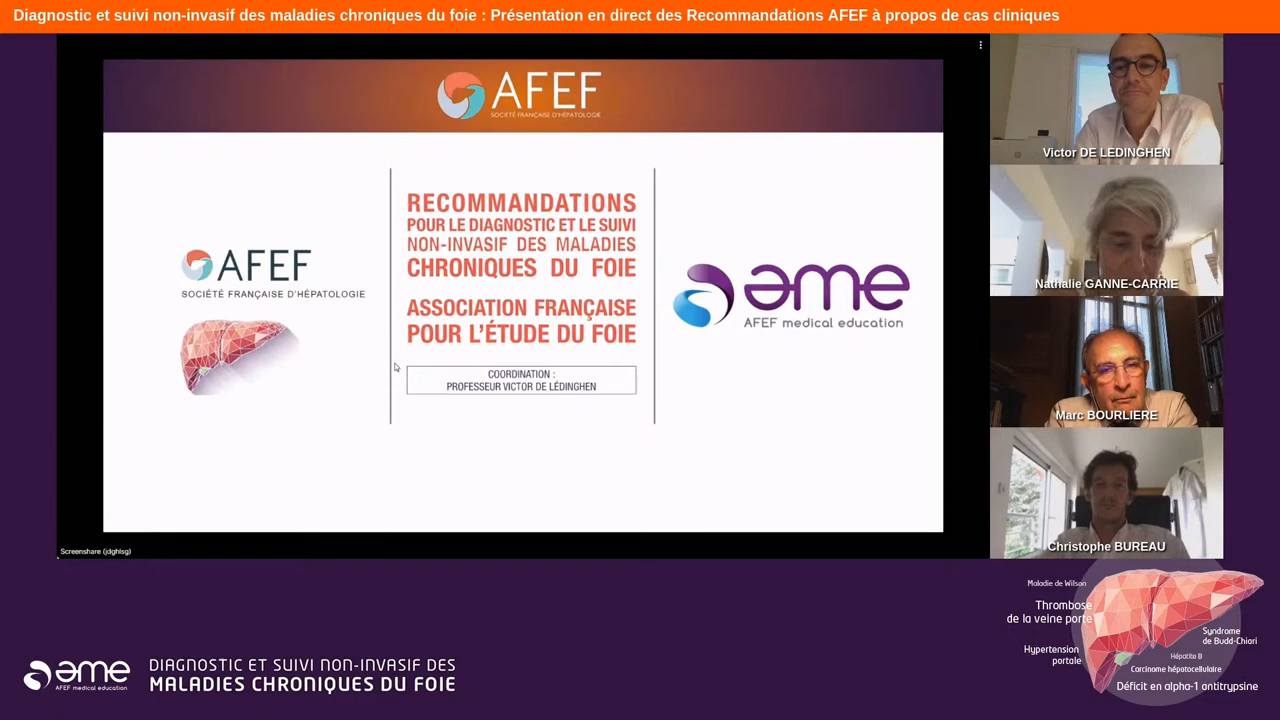 Diagnostic et suivi non-invasif des maladies chroniques du foie : Présentation en direct des Recommandations AFEF à propos de cas cliniques
AFEF
SOCIÉTÉ FRANÇAISE D'HÉPATOLOGIE
AFEF
SOCIÉTÉ FRANÇAISE D'HÉPATOLOGIE
RECOMMANDATIONS
POUR LE DIAGNOSTIC ET LE SUIVI
NON-INVASIF DES MALADIES
CHRONIQUES DU FOIE
ASSOCIATION FRANÇAISE
POUR L'ÉTUDE DU FOIE
COORDINATION :
PROFESSEUR VICTOR DE LÉDINGHEN
ame
AFEF medical education
Screenshare (jdghlsg)
Victor DE LEDINGHEN
Nathalie GANNE-CARRIE
Marc BOURLIERE
Christophe BUREAU
ame
AFEF medical education
DIAGNOSTIC ET SUIVI NON-INVASIF DES
MALADIES CHRONIQUES DU FOIE
Maladie de Wilson
Thrombose
de la veine porte
Hypertension
portale
Syndrome
de Budd-Chiari
Hépatite B
Carcinome hépatocellulaire
Déficit en alpha-1 antitrypsine